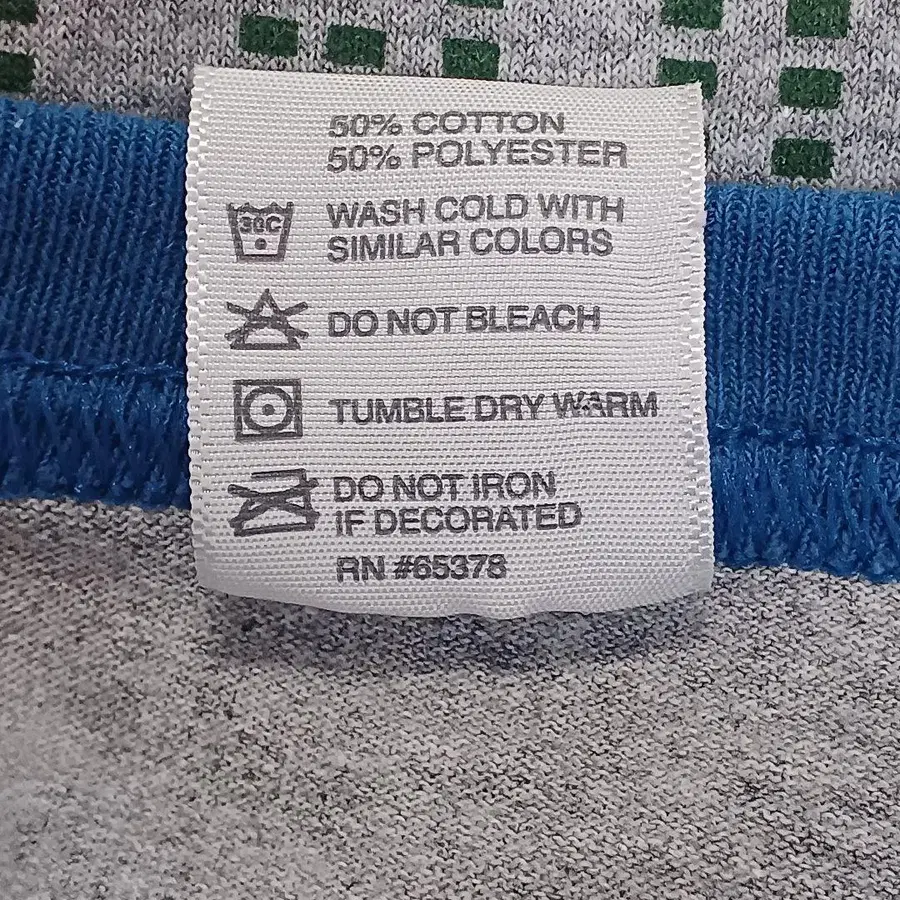 50% COTTON
50% POLYESTER
30C
WASH COLD WITH
SIMILAR COLORS
DO NOT BLEACH
TUMBLE DRY WARM
DO NOT IRON
IF DECORATED
RN #65378